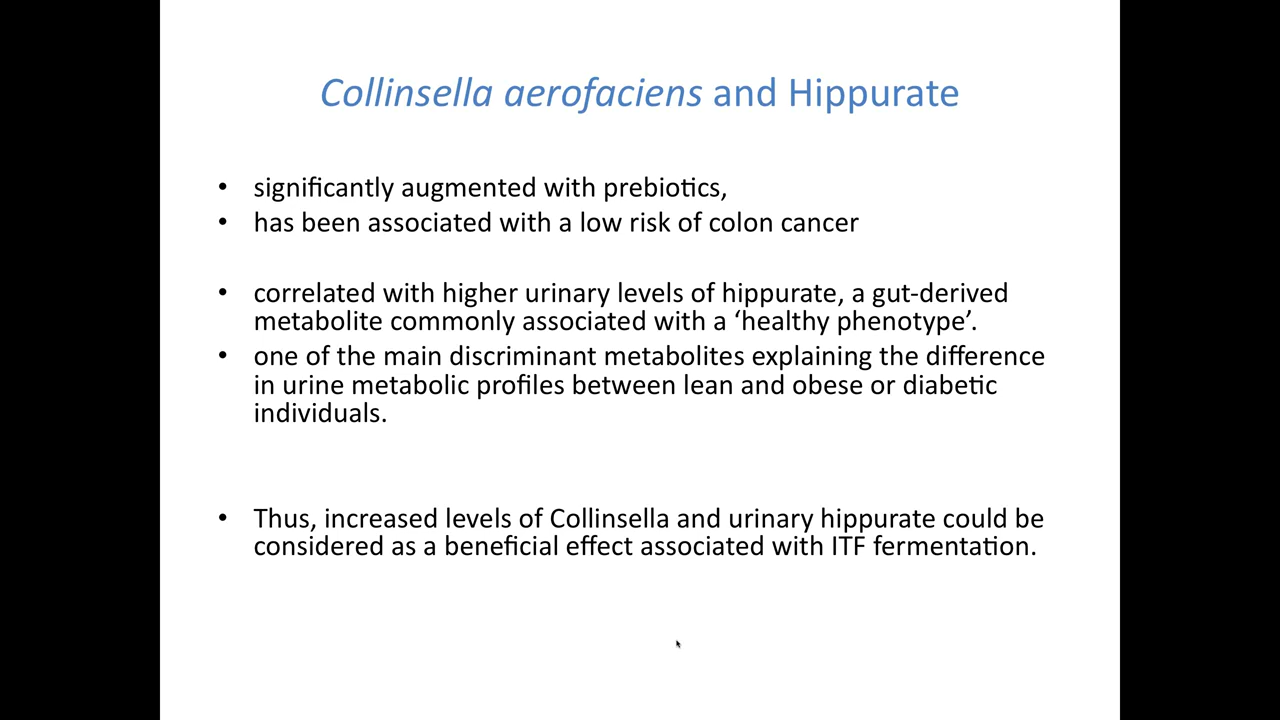 Collinsella aerofaciens and Hippurate
• significantly augmented with prebiotics,
• has been associated with a low risk of colon cancer
• correlated with higher urinary levels of hippurate, a gut-derived
metabolite commonly associated with a ‘healthy phenotype’.
• one of the main discriminant metabolites explaining the difference
in urine metabolic profiles between lean and obese or diabetic
individuals.
• Thus, increased levels of Collinsella and urinary hippurate could be
considered as a beneficial effect associated with ITF fermentation.